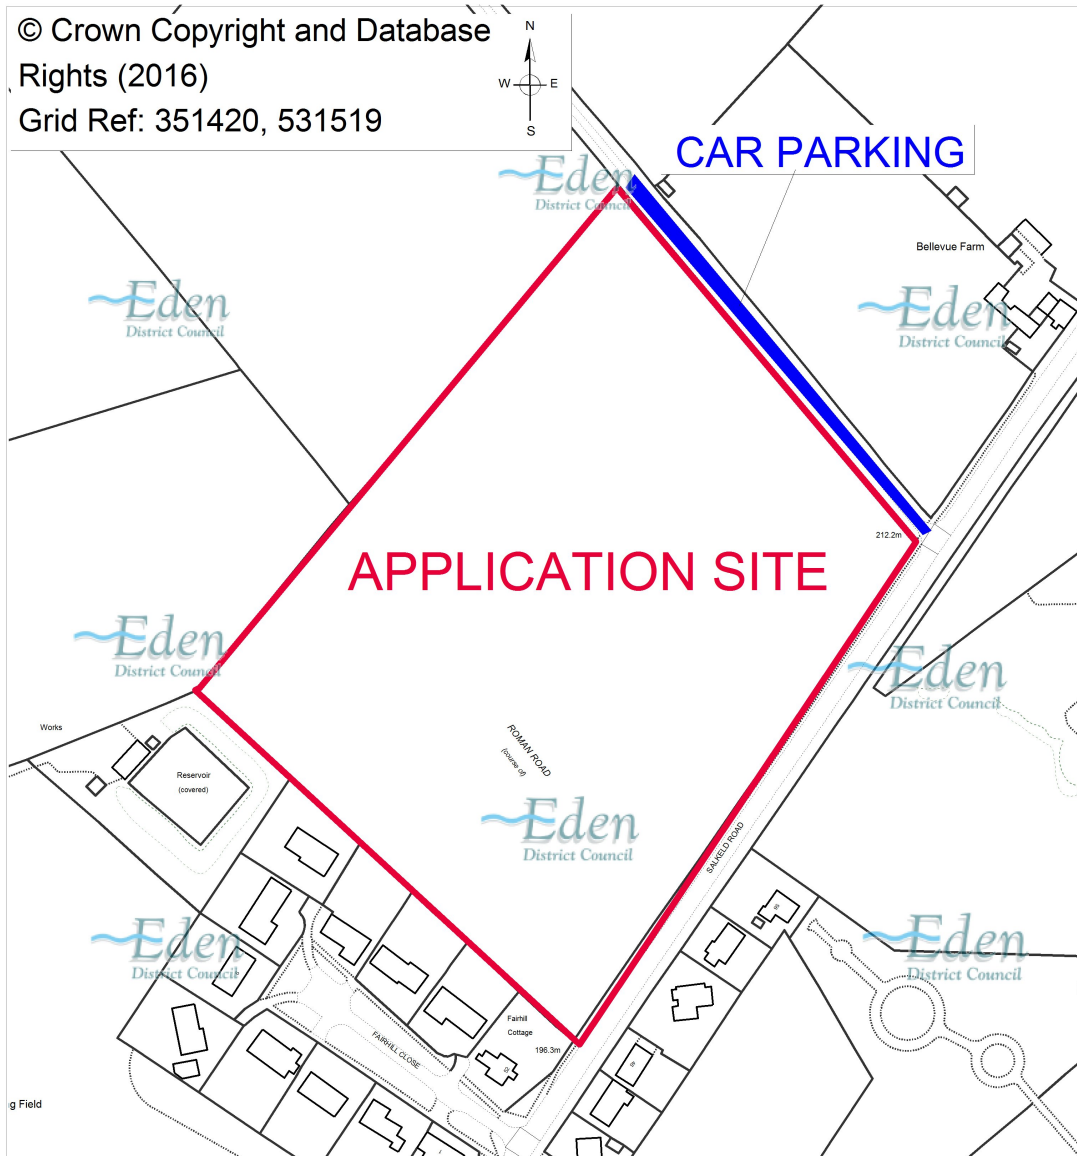 © Crown Copyright and Database
Rights (2016)
Grid Ref: 351420, 531519
N
W E
S
CAR PARKING
Eden
District Council
Bellevue Farm
Eden
District Council
Eden
District Council
212.2m
APPLICATION SITE
Eden
District Council
Eden
District Council
Works
ROMAN ROAD
(course of)
Reservoir
(covered)
Eden
District Council
SALKELD ROAD
Eden
District Council
Eden
District Council
Fairhill
Cottage
196.3m
FAIRHILL CLOSE
g Field